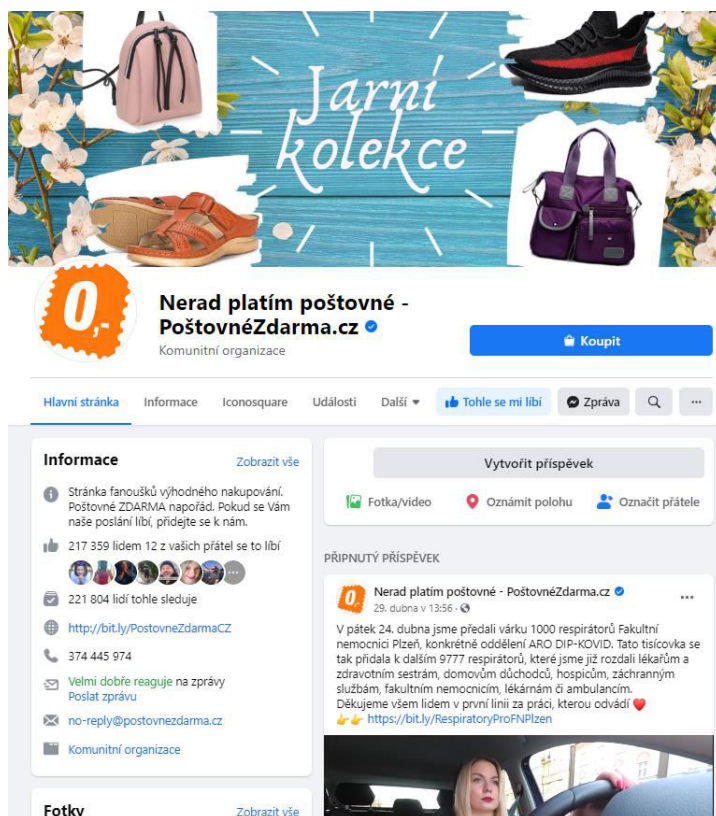 Jarní
kolekce
0,-
Nerad platím poštovné -
PoštovnéZdarma.cz
Komunitní organizace
Koupit
Hlavní stránka
Informace
Iconosquare
Události
Další
Tohle se mi líbí
Zpráva
Informace
Zobrazit vše
Stránka fanoušků výhodného nakupování.
Poštovné ZDARMA napořád. Pokud se Vám
naše poslání líbí, přidejte se k nám.
217 359 lidem 12 z vašich přátel se to líbí
221 804 lidí tohle sleduje
http://bit.ly/PostovneZdarmaCZ
374 445 974
Velmi dobře reaguje na zprávy
Poslat zprávu
no-reply@postovnezdarma.cz
Komunitní organizace
Fotky
Zobrazit vše
Vytvořit příspěvek
Fotka/video
Oznámit polohu
Označit přátele
PŘIPNUTÝ PŘÍSPĚVEK
0,-
Nerad platím poštovné - PoštovnéZdarma.cz
29. dubna v 13:56 ·
V pátek 24. dubna jsme předali várku 1000 respirátorů Fakultní
nemocnici Plzeň, konkrétně oddělení ARO DIP-KOVID. Tato tisícovka se
tak přidala k dalším 9777 respirátorů, které jsme již rozdali lékařům a
zdravotním sestrám, domovům důchodců, hospicům, záchranným
službám, fakultním nemocnicím, lékárnám či ambulancím.
Děkujeme všem lidem v první linii za práci, kterou odvádí ❤️
👉👉 https://bit.ly/RespiratoryProFNPlzen